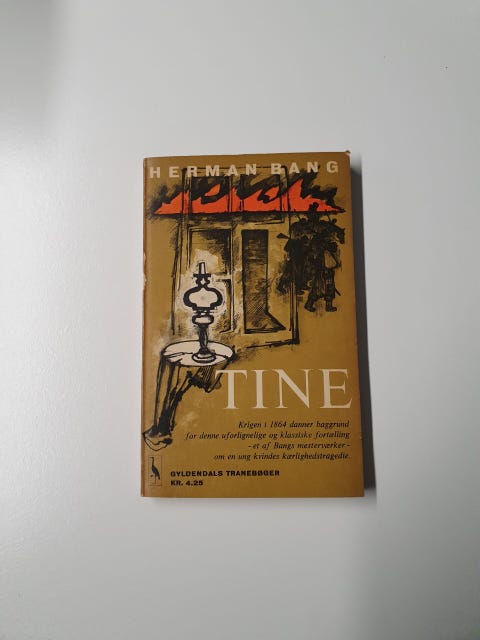 HERMAN BANG
TINE
Krigen i 1864 danner baggrund
for denne uforlignelige og klassiske fortælling
- et af Bangs mesterværker -
om en ung kvindes kærlighedstragedie.
GYLDENDALS TRANEBØGER
KR. 4.25